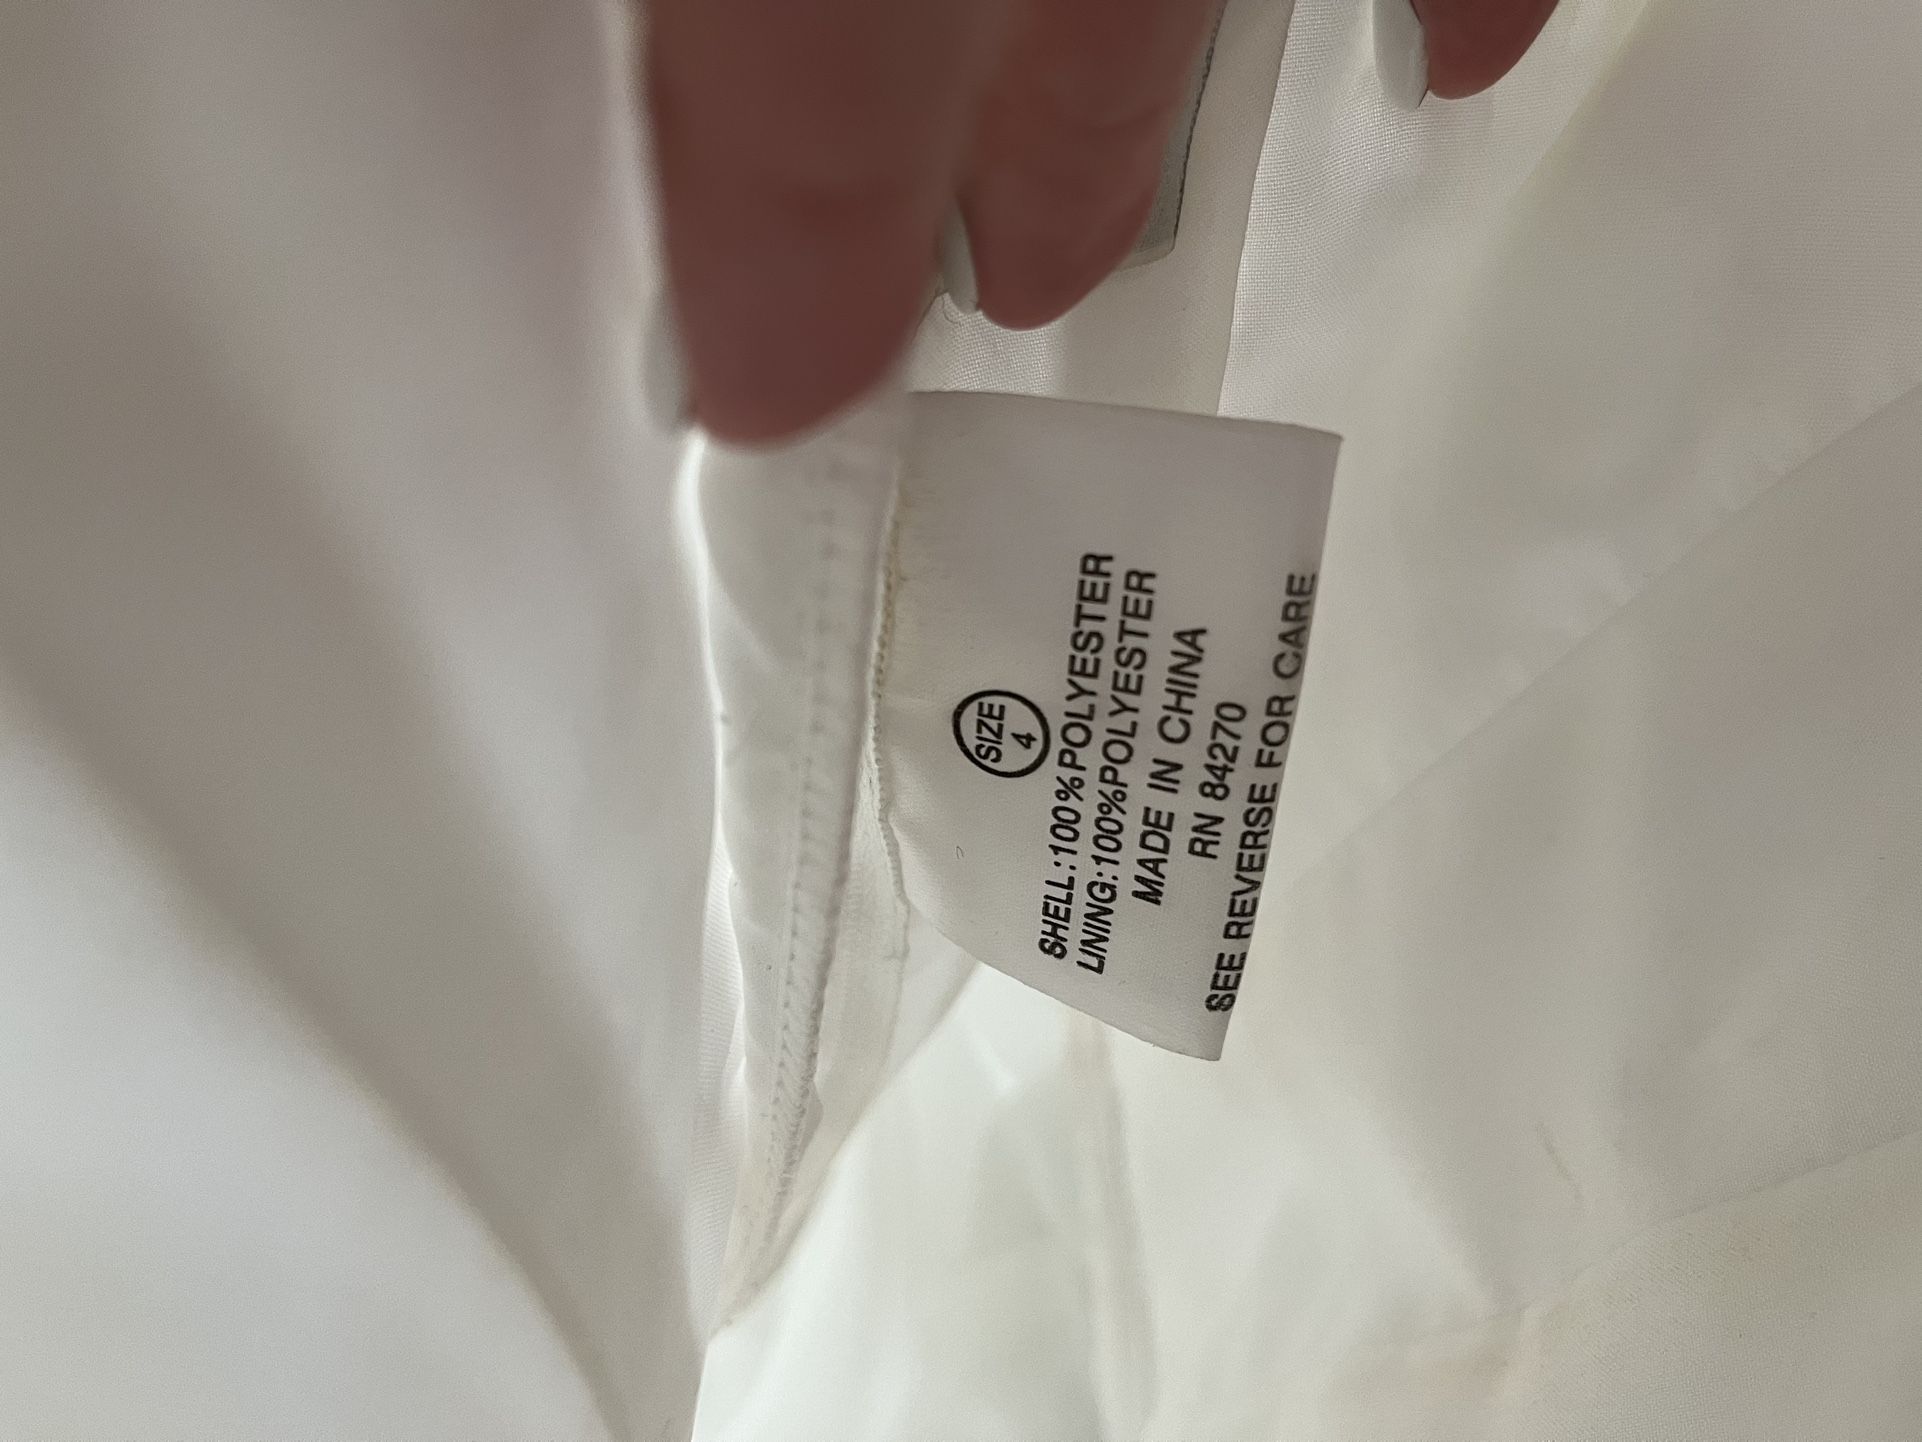 SIZE
4
SHELL:100%POLYESTER
LINING:100%POLYESTER
MADE IN CHINA
RN 84270
SEE REVERSE FOR CARE